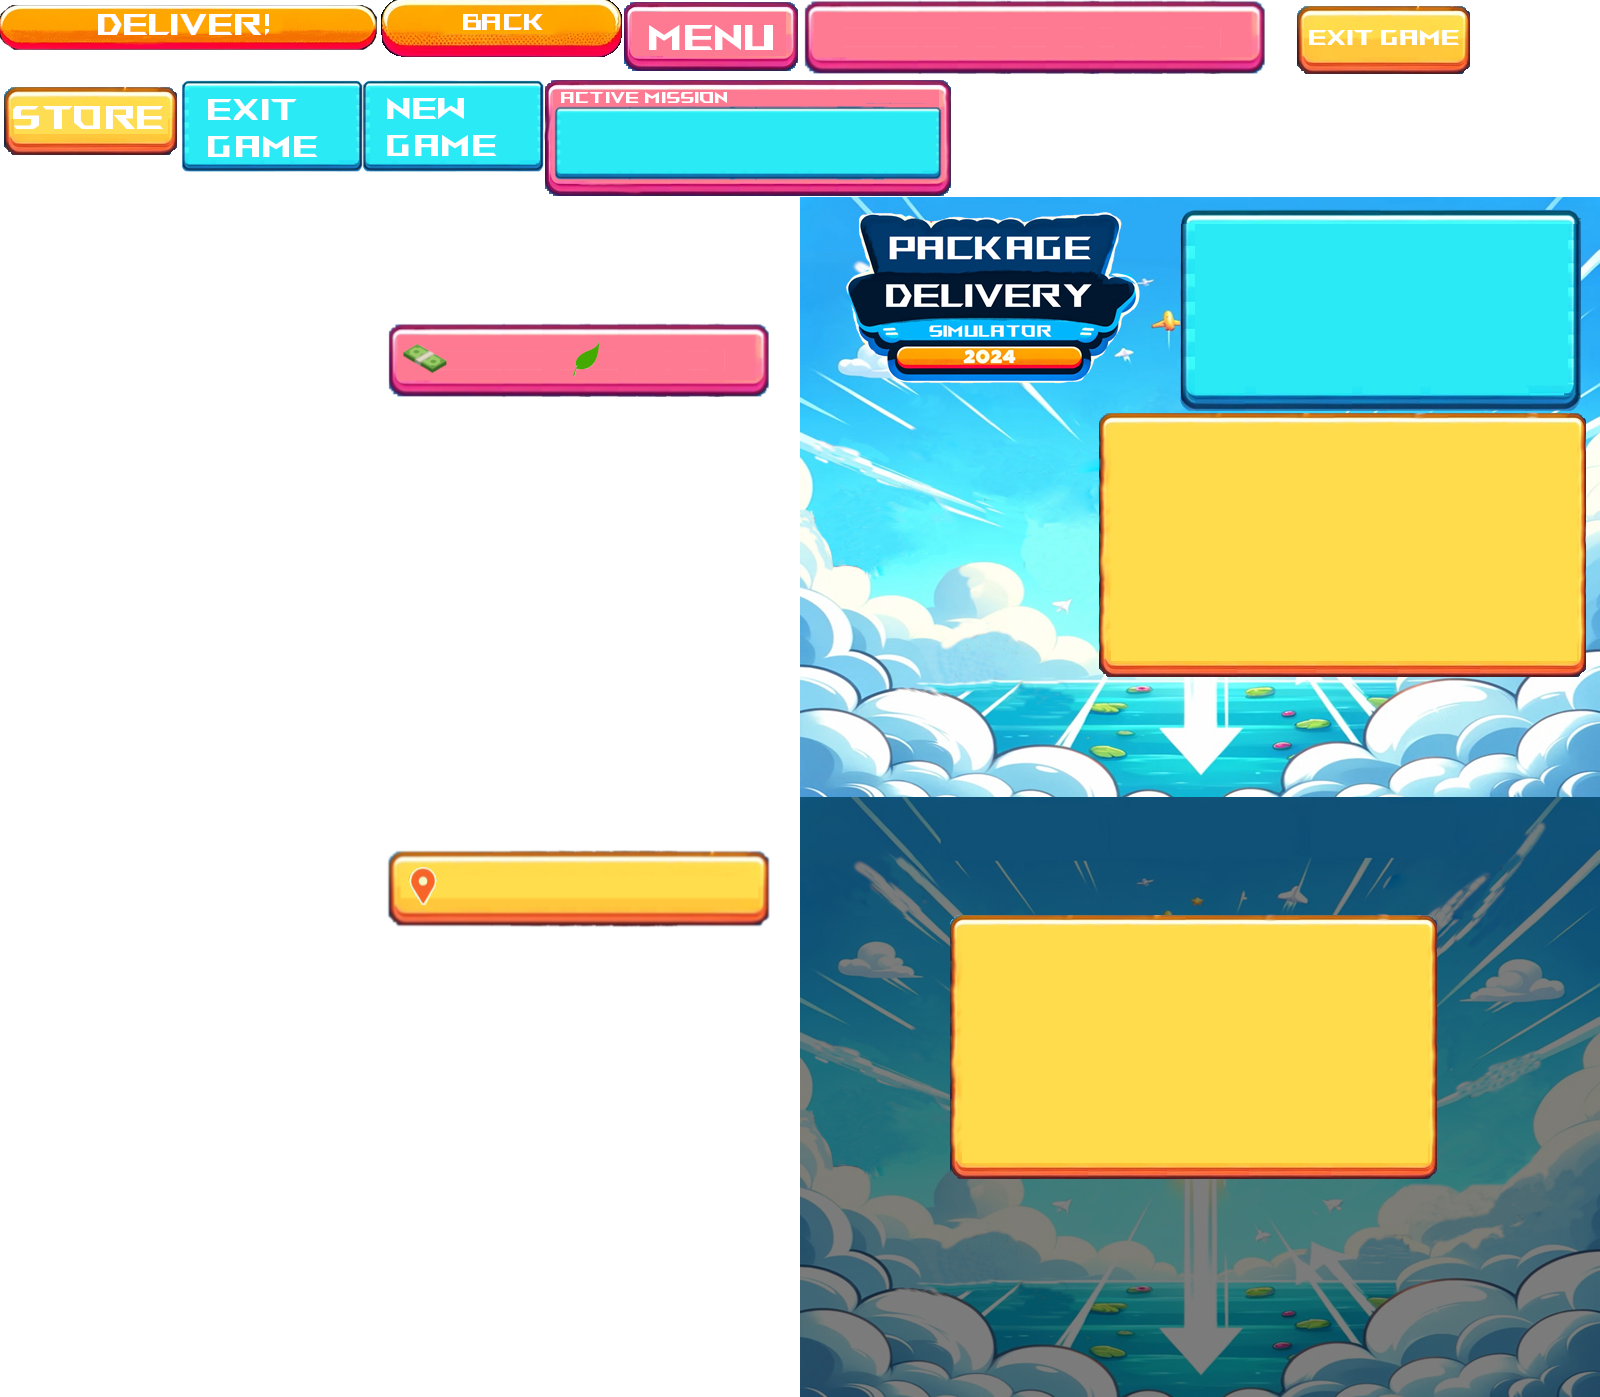 DELIVER!
BACK
MENU
EXIT GAME
STORE
EXIT
GAME
NEW
GAME
ACTIVE MISSION
PACKAGE
DELIVERY
SIMULATOR
2024